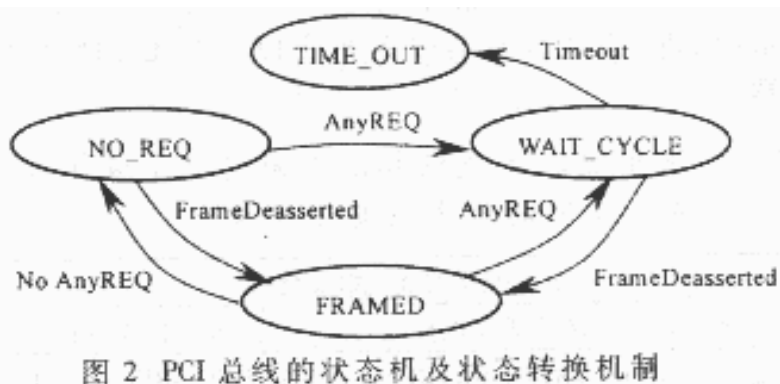 TIME_OUT
Timeout
AnyREQ
NO_REQ
WAIT_CYCLE
FrameDeasserted
AnyREQ
No AnyREQ
FrameDeasserted
FRAMED
图 2 PCI 总线的状态机及状态转换机制